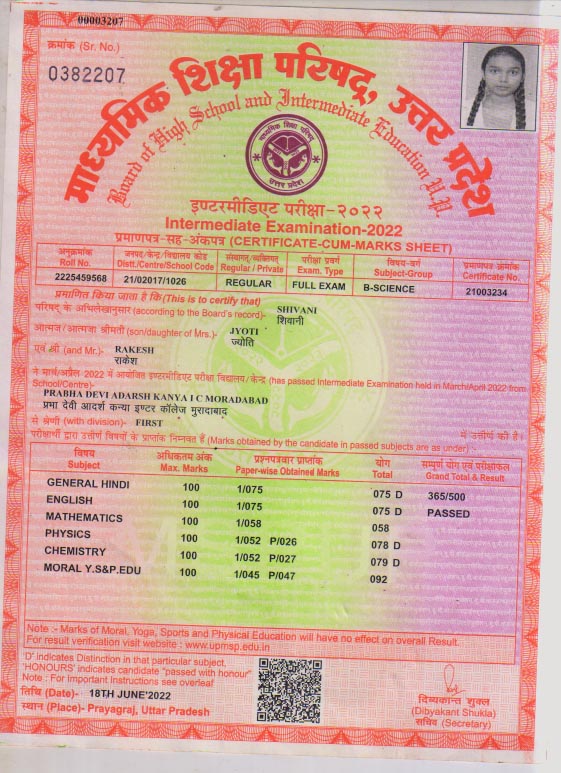 00003207
क्रमांक (Sr. No.)
0382207
माध्यमिक शिक्षा परिषद, उत्तर प्रदेश
Board of High School and Intermediate Education U.P.
माध्यमिक शिक्षा परिषद्
उत्तर प्रदेश
इण्टरमीडिएट परीक्षा-२०२२
Intermediate Examination-2022
प्रमाणपत्र-सह-अंकपत्र (CERTIFICATE-CUM-MARKS SHEET)
अनुक्रमांक जनपद/केन्द्र/विद्यालय कोड संस्थागत/व्यक्तिगत परीक्षा प्रवर्ग विषय-वर्ग प्रमाणपत्र क्रमांक
Roll No. Distt./Centre/School Code Regular / Private Exam. Type Subject-Group Certificate No.
2225459568 21/02017/1026 REGULAR FULL EXAM B-SCIENCE 21003234
प्रमाणित किया जाता है कि (This is to certify that)
परिषद् के अभिलेखानुसार (according to the Board's record)- SHIVANI
शिवानी
आत्मज/आत्मजा श्रीमती (son/daughter of Mrs.)- JYOTI
ज्योति
एवं श्री (and Mr.)- RAKESH
राकेश
ने मार्च/अप्रैल 2022 में आयोजित इण्टरमीडिएट परीक्षा विद्यालय/केन्द्र (has passed Intermediate Examination held in March/April 2022 from
School/Centre)-
PRABHA DEVI ADARSH KANYA I C MORADABAD
प्रभा देवी आदर्श कन्या इण्टर कॉलेज मुरादाबाद
से श्रेणी (with division)- FIRST में उत्तीर्ण की है।
परीक्षार्थी द्वारा उत्तीर्ण विषयों के प्राप्तांक निम्नवत हैं (Marks obtained by the candidate in passed subjects are as under)
विषय अधिकतम अंक प्रश्नपत्रवार प्राप्तांक योग सम्पूर्ण योग एवं परीक्षाफल
Subject Max. Marks Paper-wise Obtained Marks Total Grand Total & Result
GENERAL HINDI 100 1/075 075 D 365/500
ENGLISH 100 1/075 075 D PASSED
MATHEMATICS 100 1/058 058
PHYSICS 100 1/052 P/026 078 D
CHEMISTRY 100 1/052 P/027 079 D
MORAL Y.S&P.EDU 100 1/045 P/047 092
Note :- Marks of Moral, Yoga, Sports and Physical Education will have no effect on overall Result.
For result verification visit website : www.upmsp.edu.in
'D' indicates Distinction in that particular subject,
'HONOURS' indicates candidate "passed with honour"
Note : For Important Instructions see overleaf
तिथि (Date)- 18TH JUNE'2022
स्थान (Place)- Prayagraj, Uttar Pradesh
दिव्यकान्त शुक्ल
(Dibyakant Shukla)
सचिव (Secretary)